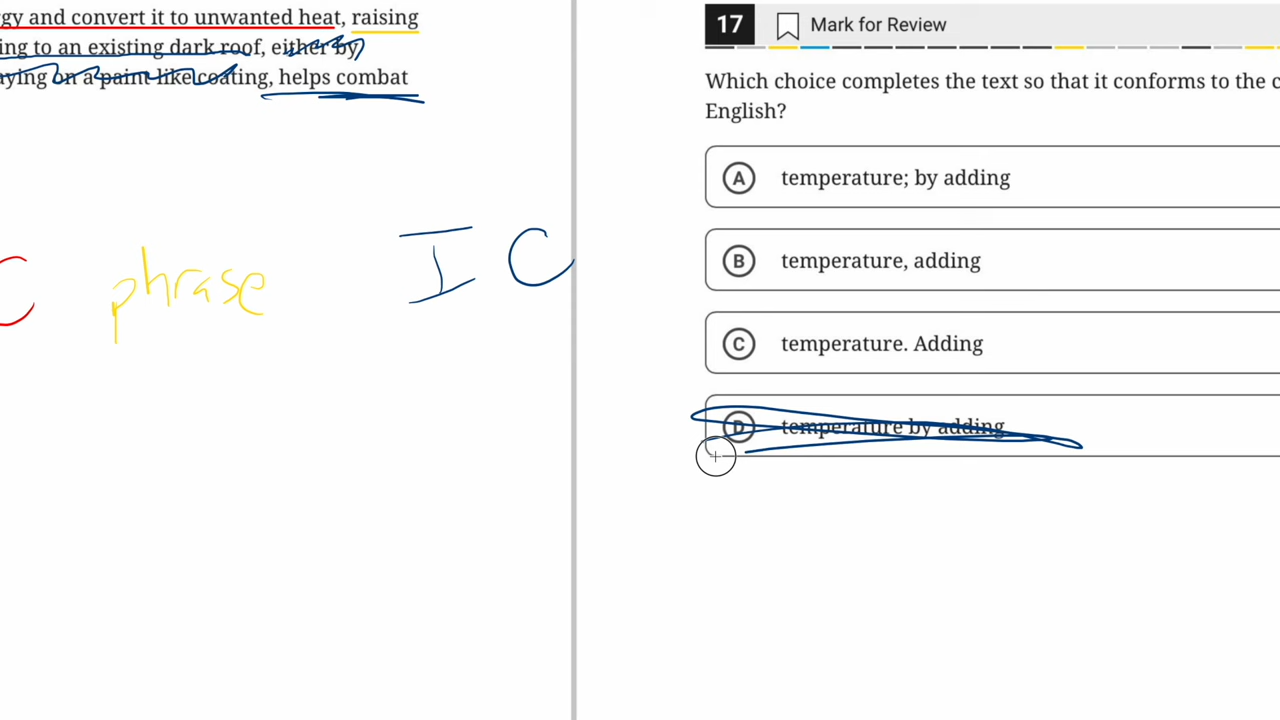 gy and convert it to unwanted heat, raising
ing to an existing dark roof, either by
aying on a paint-like coating, helps combat
C phrase IC
17 Mark for Review
Which choice completes the text so that it conforms to the c
English?
A temperature; by adding
B temperature, adding
C temperature. Adding
D temperature by adding